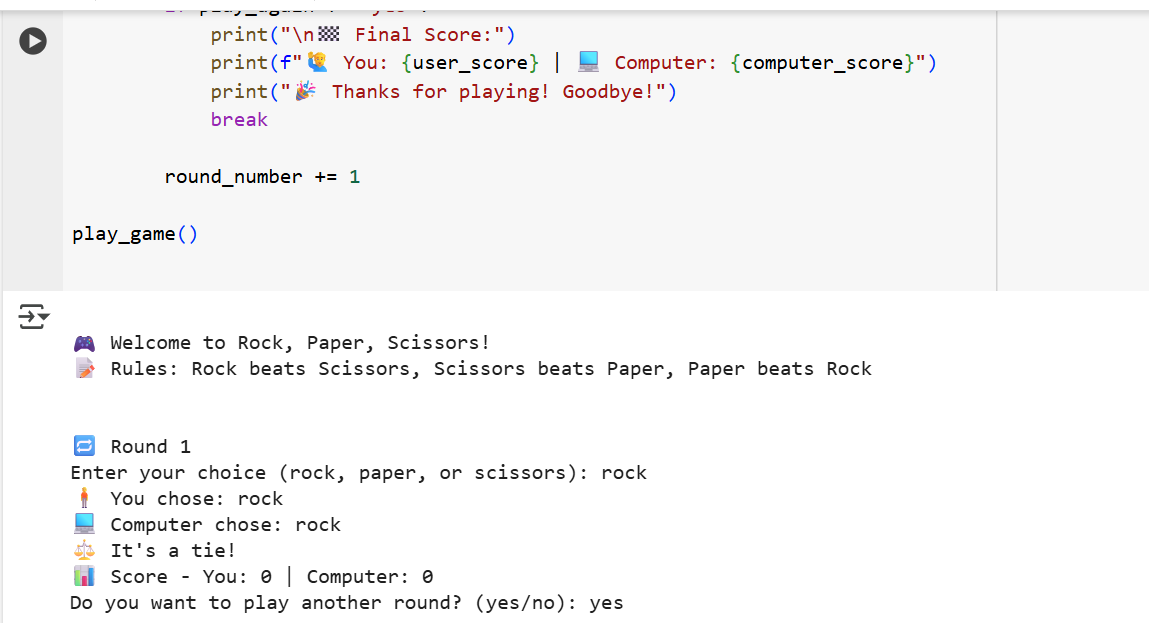 print("\n🏁 Final Score:")
print(f"🙋 You: {user_score} | 💻 Computer: {computer_score}")
print("🎉 Thanks for playing! Goodbye!")
break
round_number += 1
play_game()
🎮 Welcome to Rock, Paper, Scissors!
📝 Rules: Rock beats Scissors, Scissors beats Paper, Paper beats Rock
🔁 Round 1
Enter your choice (rock, paper, or scissors): rock
🧍 You chose: rock
💻 Computer chose: rock
⚖️ It's a tie!
📊 Score - You: 0 | Computer: 0
Do you want to play another round? (yes/no): yes